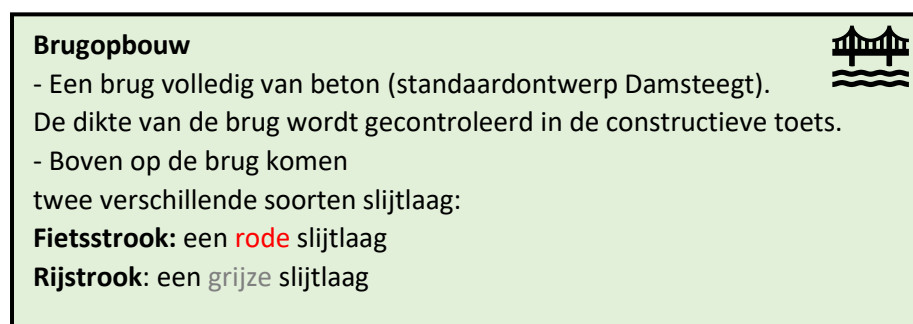 Brugopbouw
- Een brug volledig van beton (standaardontwerp Damsteegt).
De dikte van de brug wordt gecontroleerd in de constructieve toets.
- Boven op de brug komen
twee verschillende soorten slijtlaag:
Fietsstrook: een rode slijtlaag
Rijstrook: een grijze slijtlaag